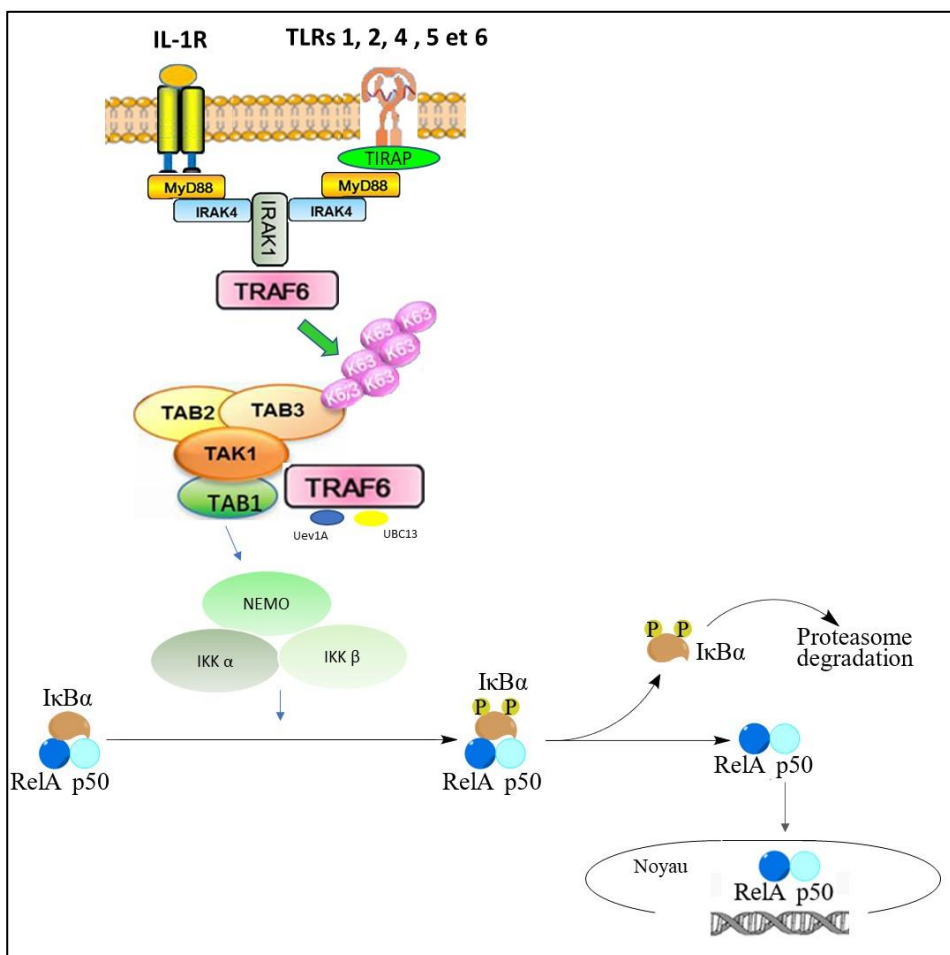 IL-1R
TLRs 1, 2, 4 , 5 et 6
TIRAP
MyD88
MyD88
IRAK4
IRAK1
IRAK4
TRAF6
K63
K63
K63
K63
K63
K63
TAB2
TAB3
TAK1
TAB1
TRAF6
Uev1A
UBC13
NEMO
IKK α
IKK β
P P
IκBα
Proteasome
degradation
IκBα
IκBα
P P
RelA p50
RelA p50
RelA p50
Noyau
RelA p50